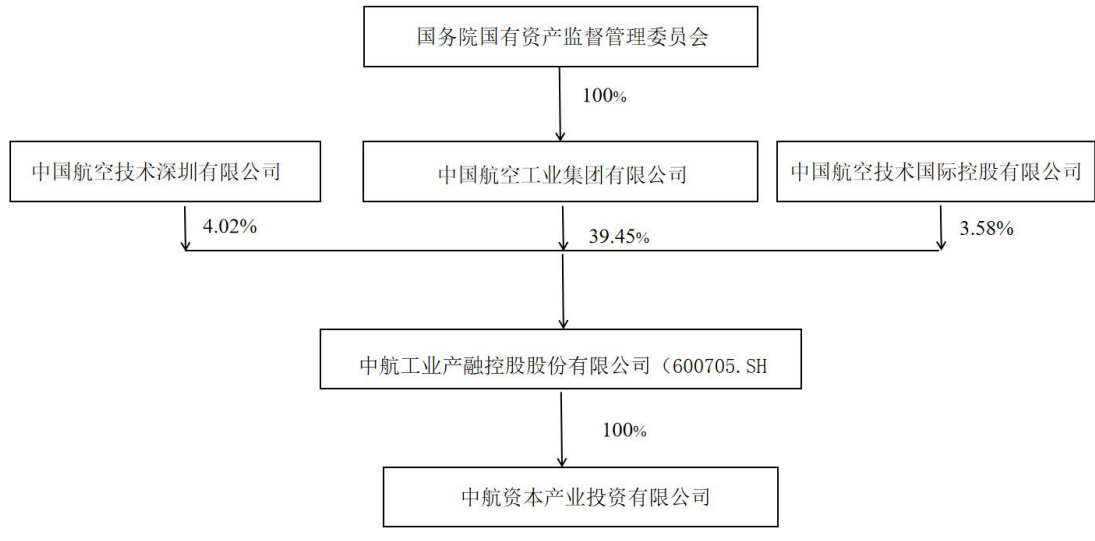 国务院国有资产监督管理委员会
100%
中国航空技术深圳有限公司
中国航空工业集团有限公司
中国航空技术国际控股有限公司
4.02%
39.45%
3.58%
中航工业产融控股股份有限公司（600705.SH
100%
中航资本产业投资有限公司